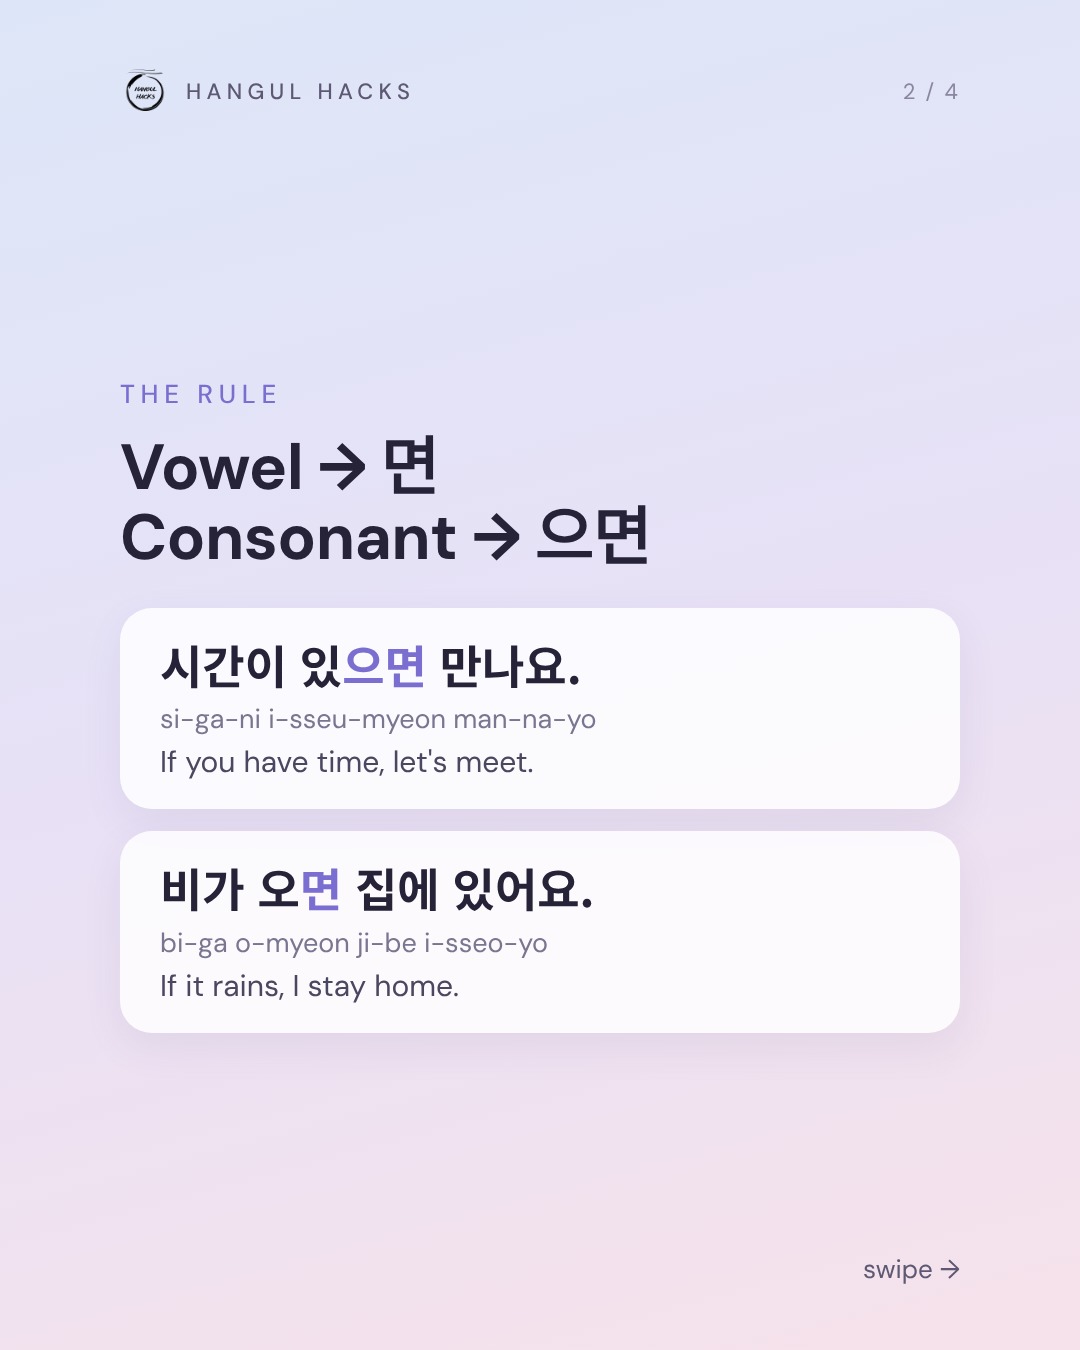 HANGUL HACKS
HANGUL HACKS
2 / 4
THE RULE
Vowel → 면
Consonant → 으면
시간이 있으면 만나요.
si-ga-ni i-sseu-myeon man-na-yo
If you have time, let's meet.
비가 오면 집에 있어요.
bi-ga o-myeon ji-be i-sseo-yo
If it rains, I stay home.
swipe →